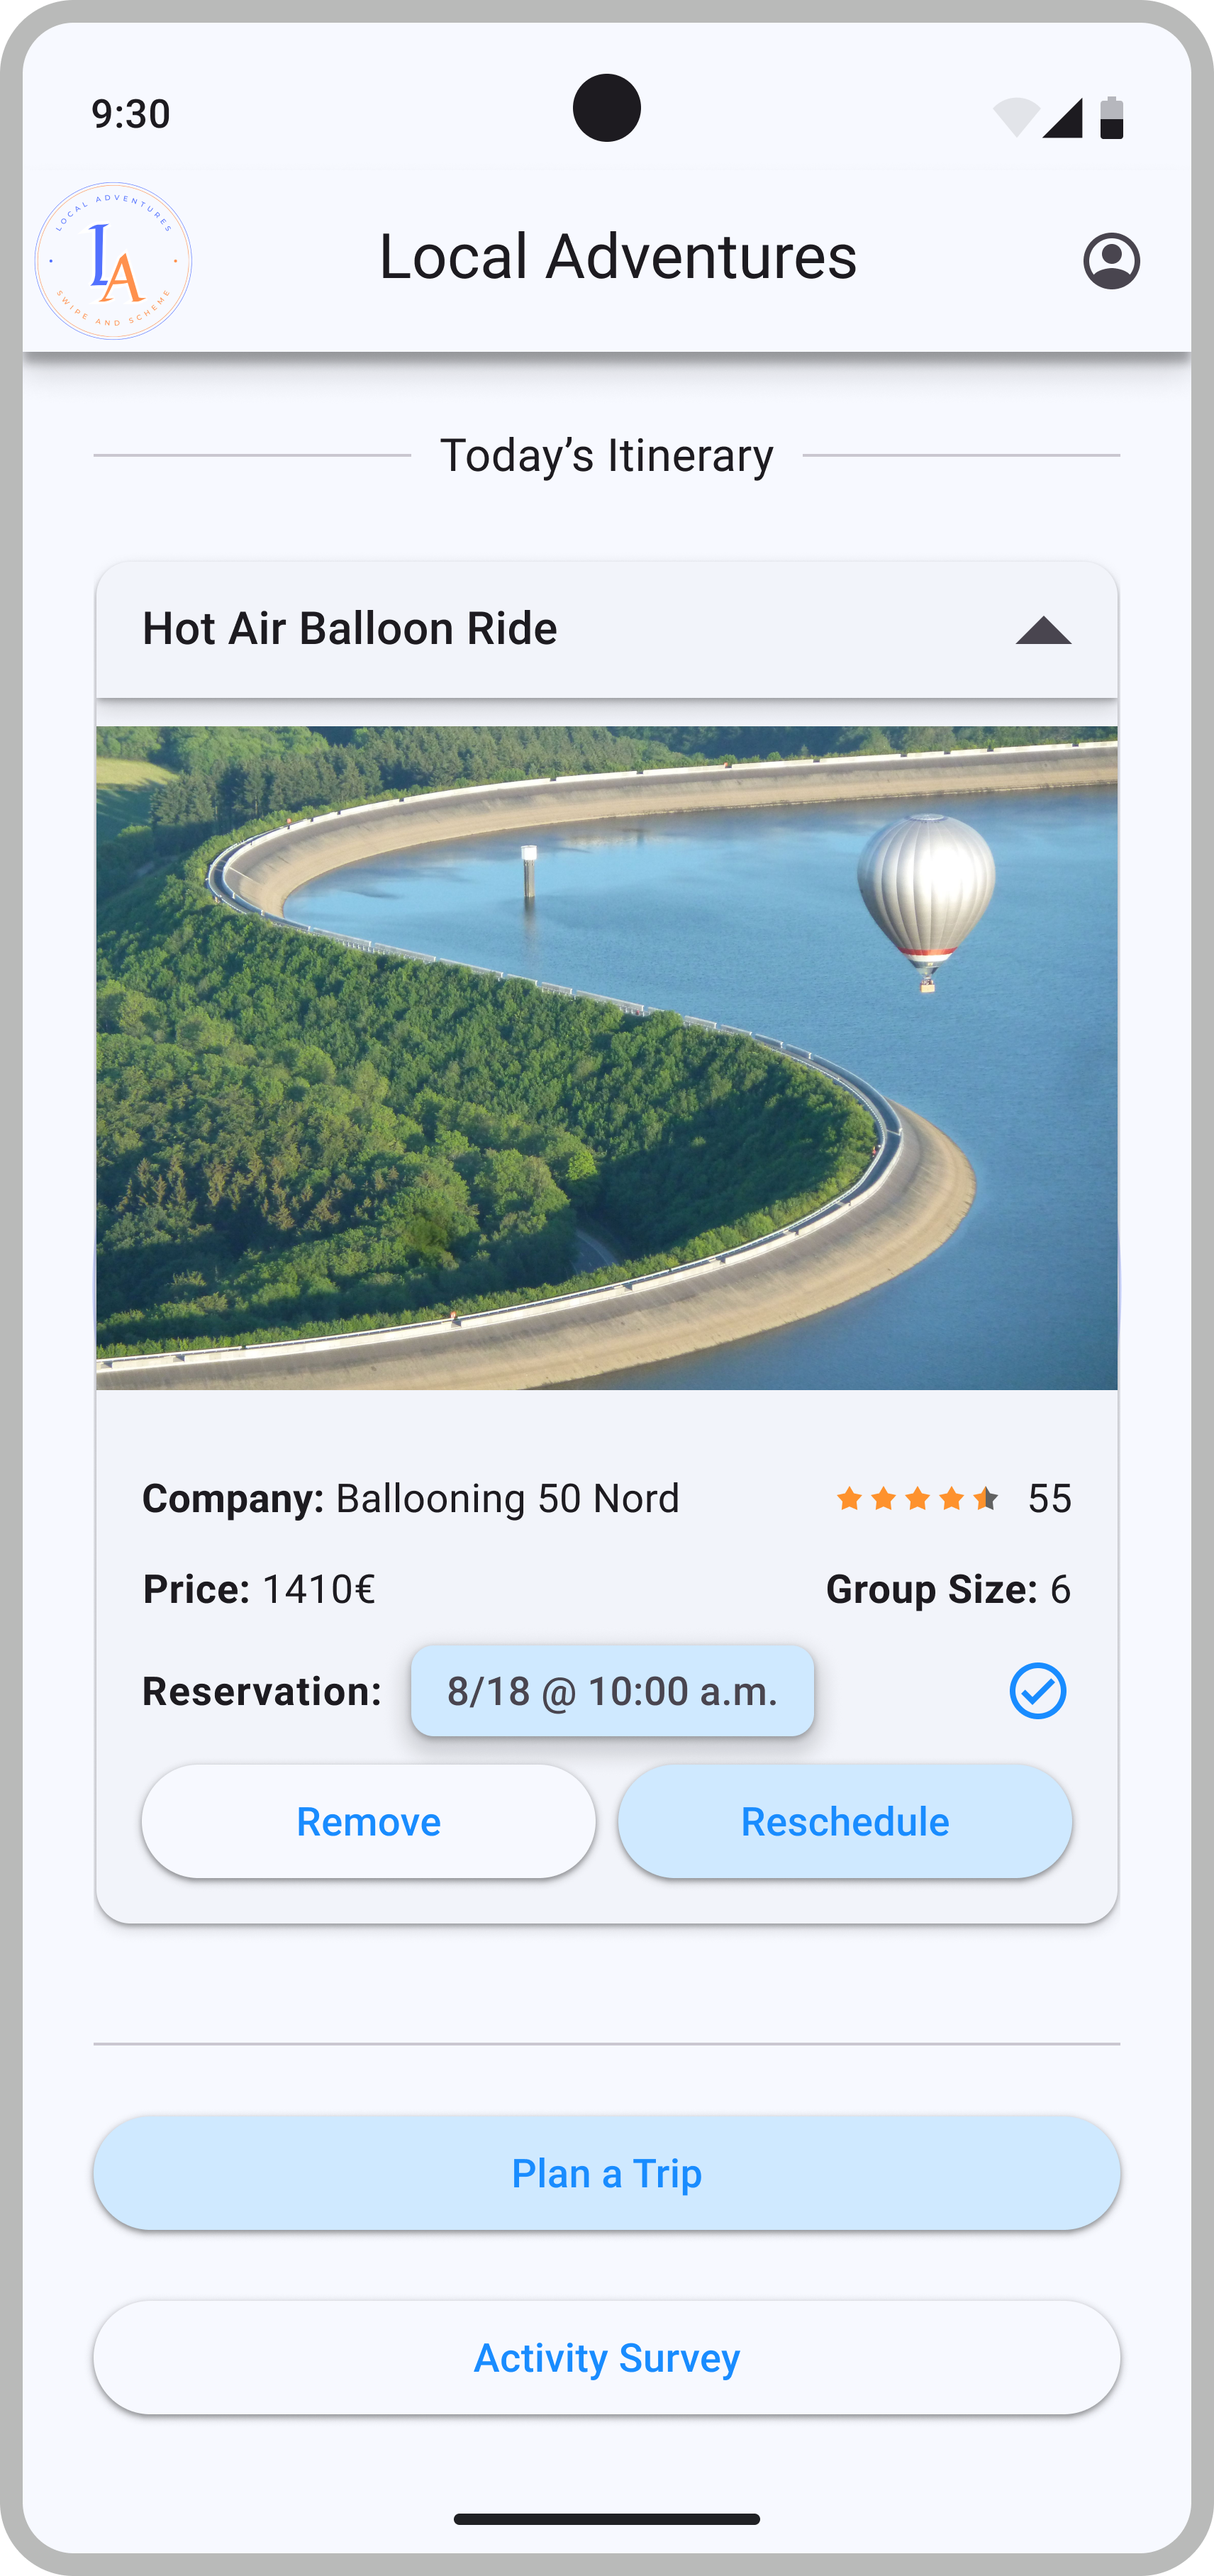 9:30
LOCAL ADVENTURES
LA
SWIPE AND SCHEME
Local Adventures
Today’s Itinerary
Hot Air Balloon Ride
Company: Ballooning 50 Nord 55
Price: 1410€ Group Size: 6
Reservation: 8/18 @ 10:00 a.m.
Remove Reschedule
Plan a Trip
Activity Survey